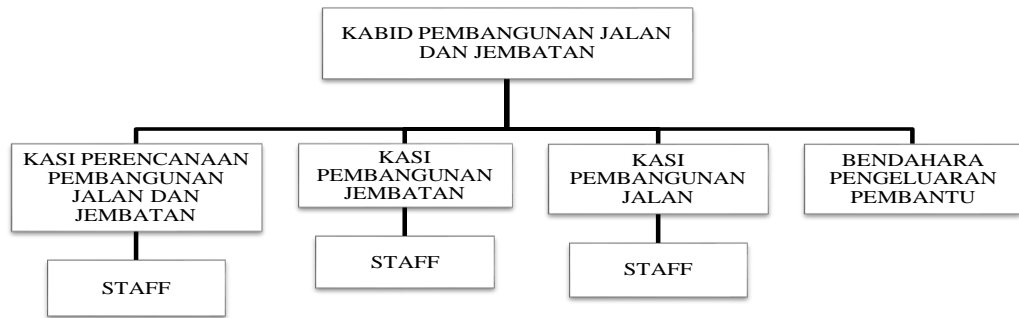 KABID PEMBANGUNAN JALAN
DAN JEMBATAN
KASI PERENCANAAN
PEMBANGUNAN
JALAN DAN
JEMBATAN
KASI
PEMBANGUNAN
JEMBATAN
KASI
PEMBANGUNAN
JALAN
BENDAHARA
PENGELUARAN
PEMBANTU
STAFF
STAFF
STAFF